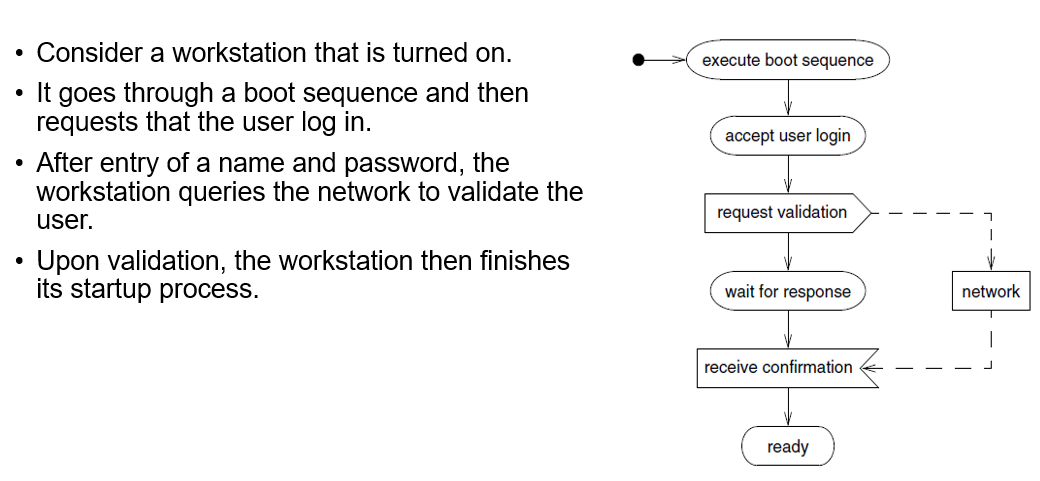 • Consider a workstation that is turned on.
• It goes through a boot sequence and then
requests that the user log in.
• After entry of a name and password, the
workstation queries the network to validate the
user.
• Upon validation, the workstation then finishes
its startup process.
execute boot sequence
accept user login
request validation
wait for response
network
receive confirmation
ready